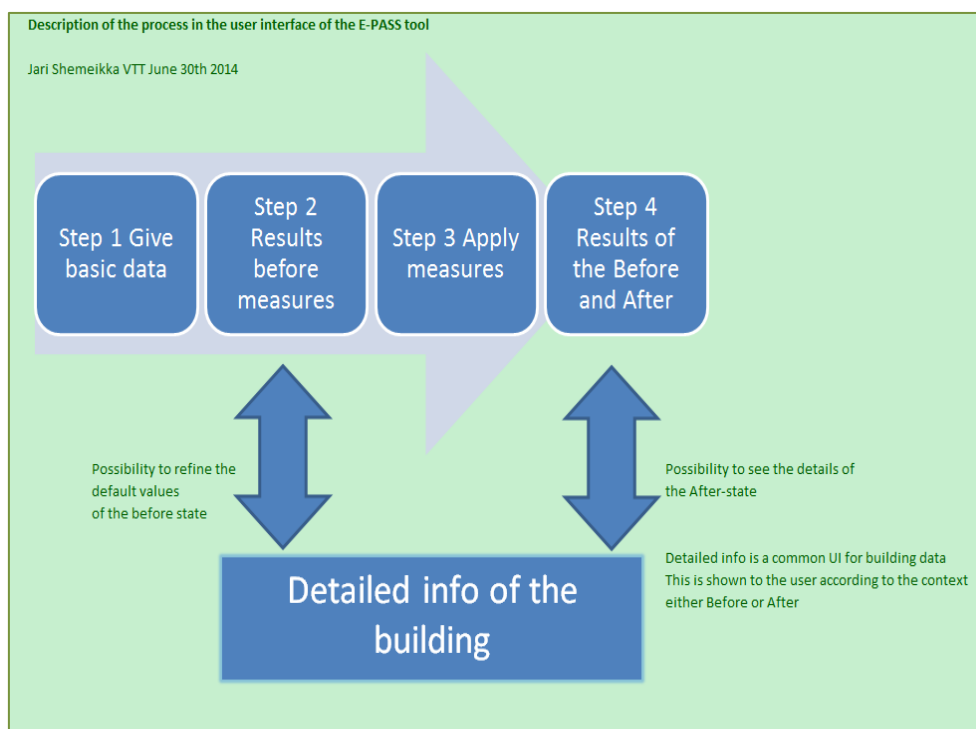 Description of the process in the user interface of the E-PASS tool
Jari Shemeikka VTT June 30th 2014
Step 1 Give
basic data
Step 2
Results
before
measures
Step 3 Apply
measures
Step 4
Results of
the Before
and After
Possibility to refine the
default values
of the before state
Possibility to see the details of
the After-state
Detailed info is a common UI for building data
This is shown to the user according to the context
either Before or After
Detailed info of the
building